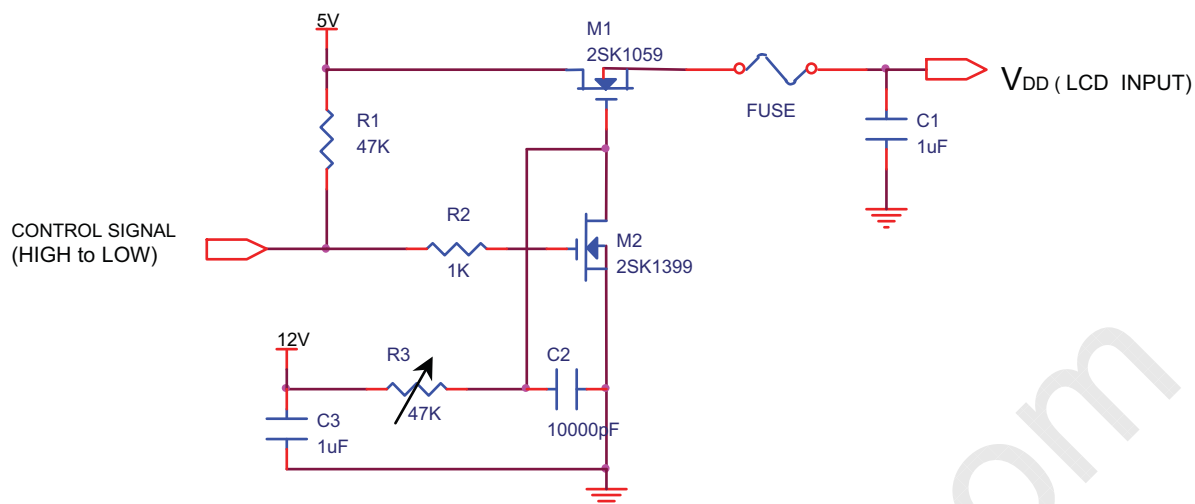 5V
M1
2SK1059
VDD ( LCD INPUT)
FUSE
R1
47K
C1
1uF
CONTROL SIGNAL
(HIGH to LOW)
R2
1K
M2
2SK1399
12V
R3
47K
C2
10000pF
C3
1uF
om